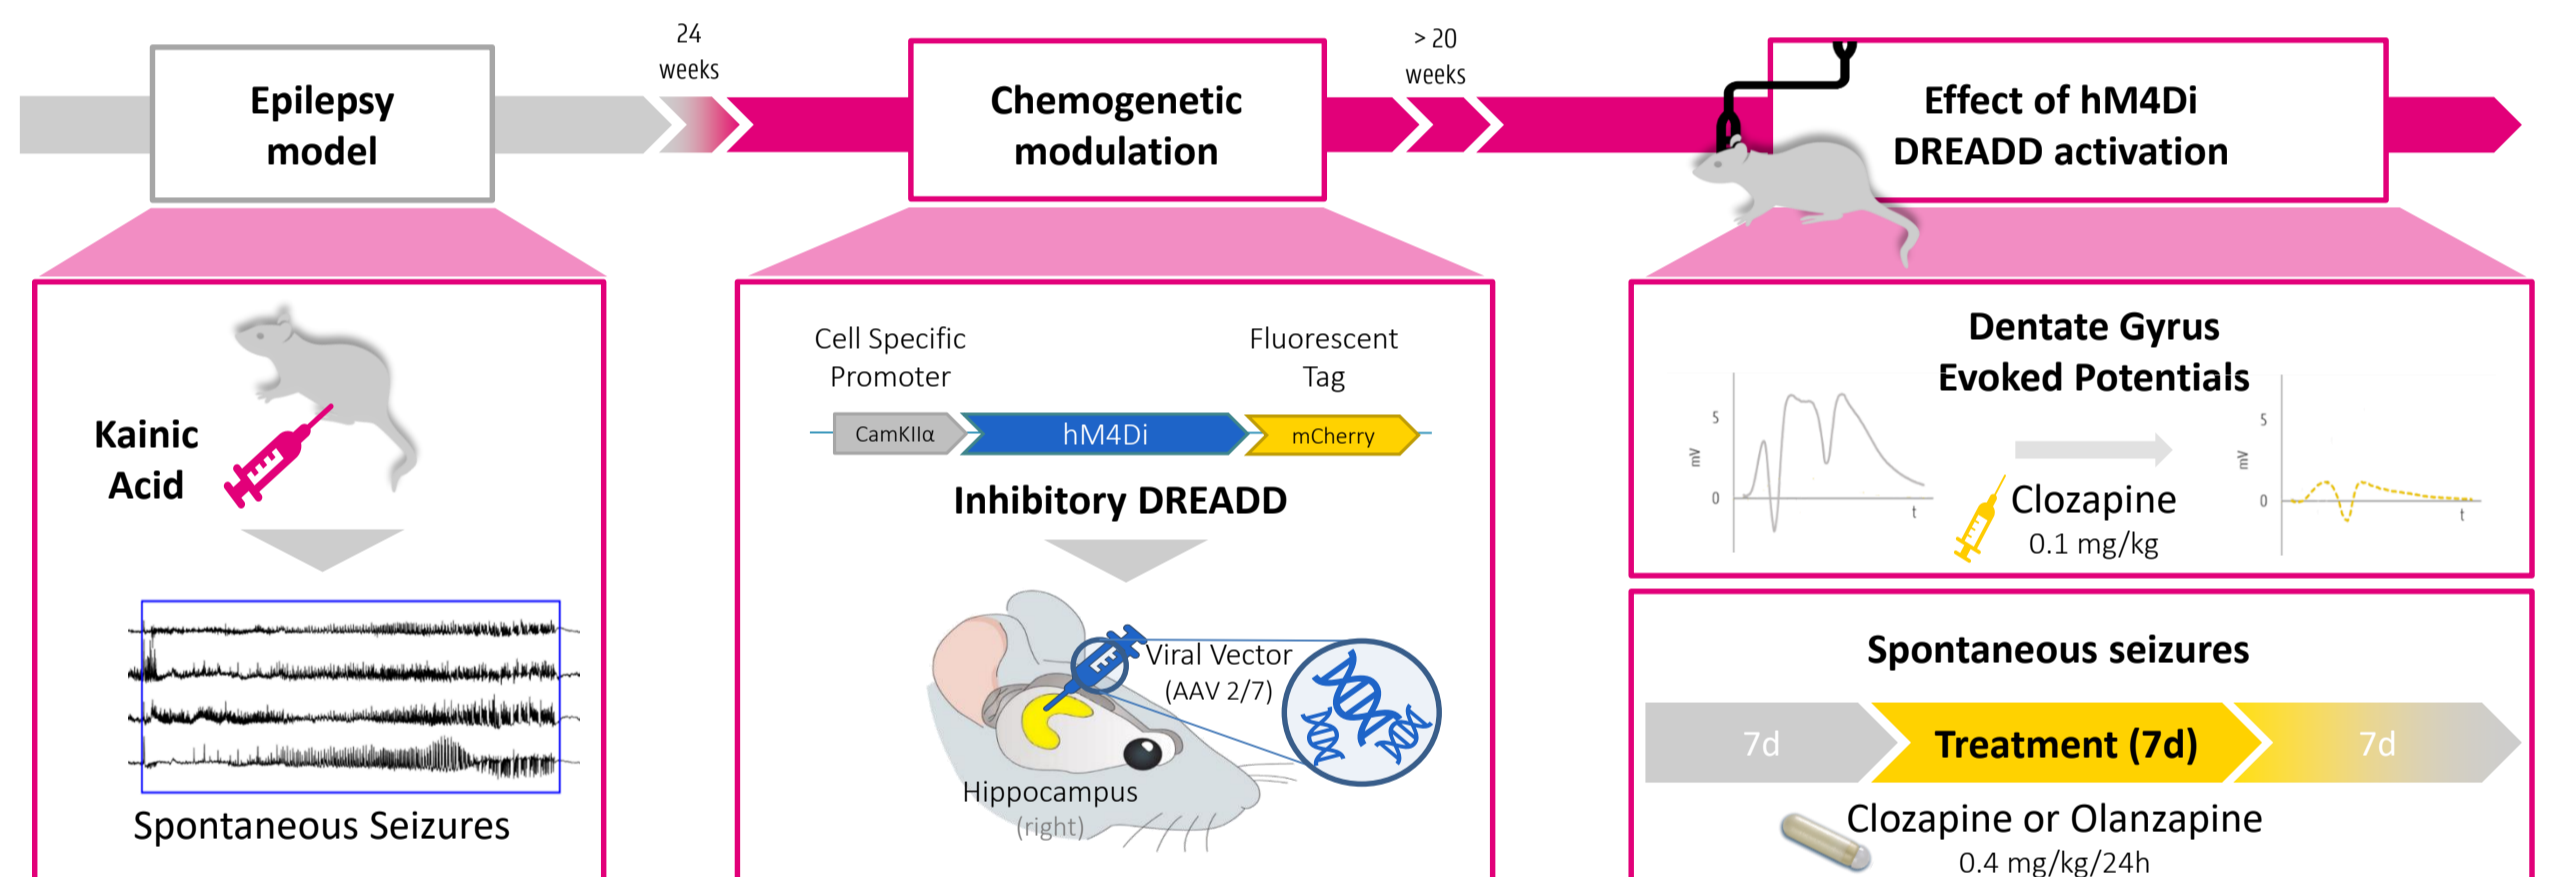 24
weeks
> 20
weeks
Epilepsy
model
Chemogenetic
modulation
Effect of hM4Di
DREADD activation
Kainic
Acid
Spontaneous Seizures
Cell Specific
Promoter
Fluorescent
Tag
CamKIIα
hM4Di
mCherry
Inhibitory DREADD
Viral Vector
(AAV 2/7)
Hippocampus
(right)
Dentate Gyrus
Evoked Potentials
5
mV
0
t
Clozapine
0.1 mg/kg
5
mV
0
t
Spontaneous seizures
7d
Treatment (7d)
7d
Clozapine or Olanzapine
0.4 mg/kg/24h